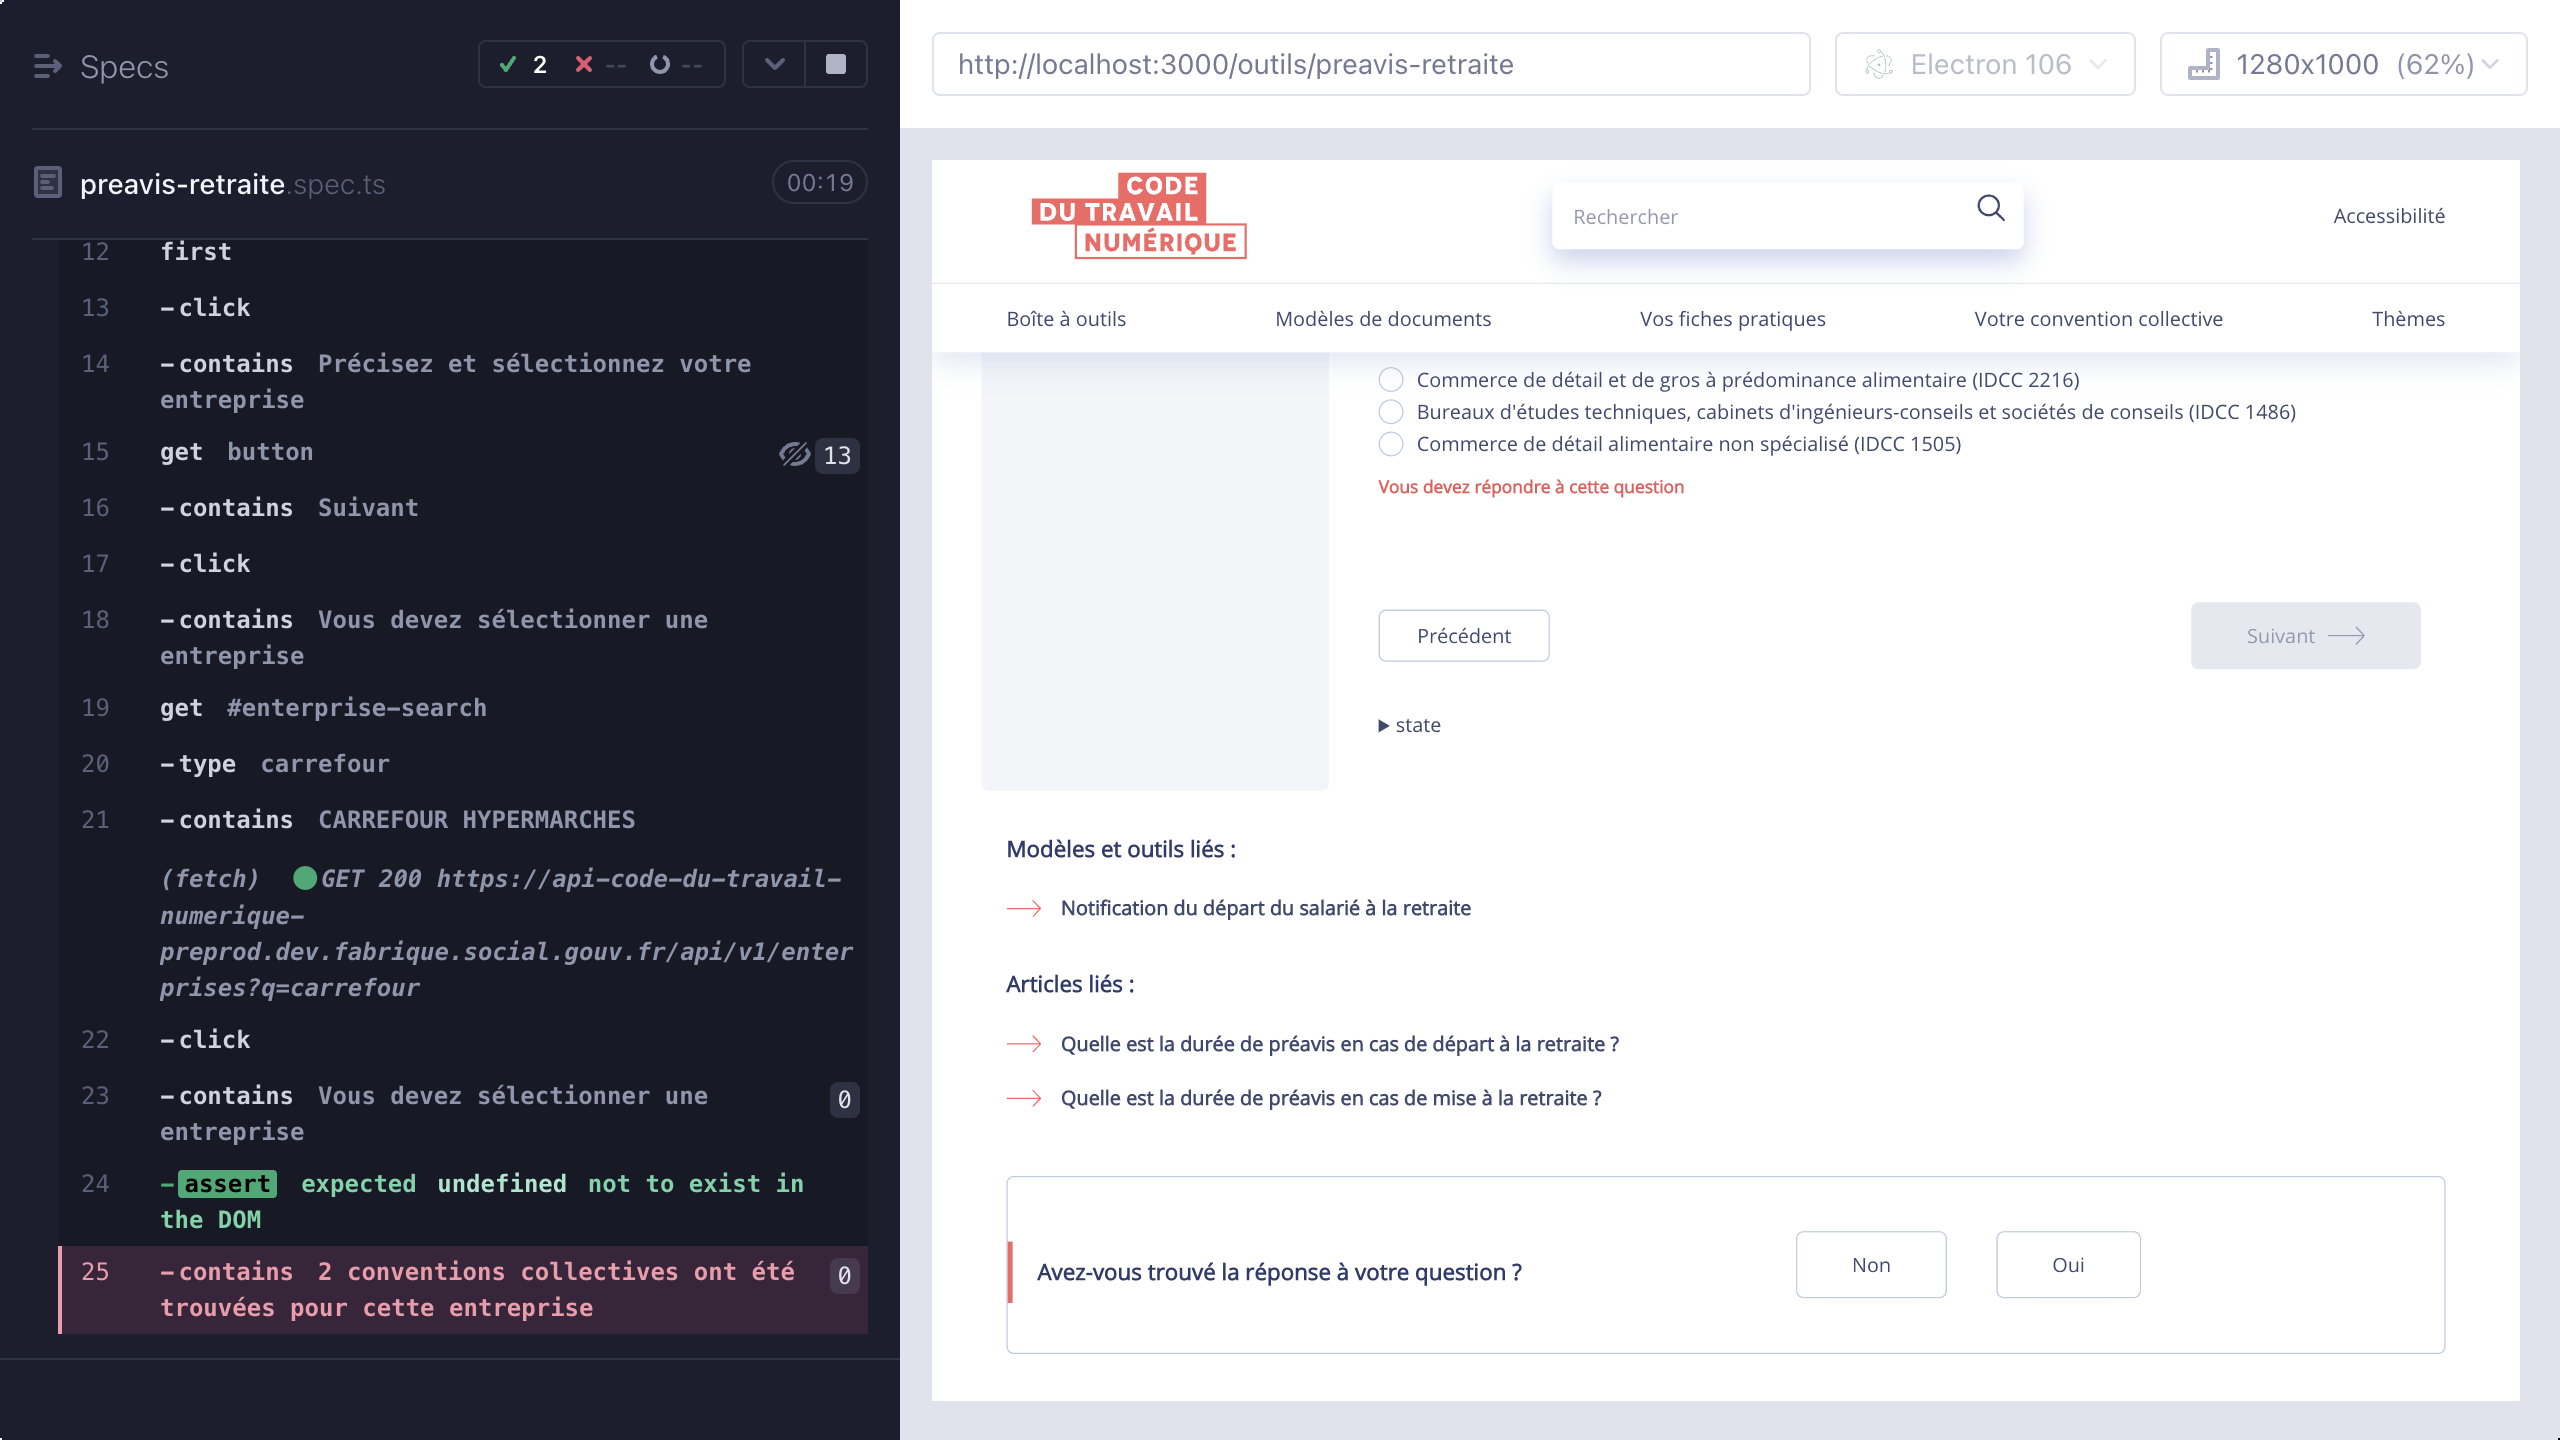 Specs
2 -- --
preavis-retraite.spec.ts
00:19
12 first
13 -click
14 -contains Précisez et sélectionnez votre
entreprise
15 get button 13
16 -contains Suivant
17 -click
18 -contains Vous devez sélectionner une
entreprise
19 get #enterprise-search
20 -type carrefour
21 -contains CARREFOUR HYPERMARCHES
(fetch) GET 200 https://api-code-du-travail-
numerique-
preprod.dev.fabrique.social.gouv.fr/api/v1/enter
prises?q=carrefour
22 -click
23 -contains Vous devez sélectionner une 0
entreprise
24 -assert expected undefined not to exist in
the DOM
25 -contains 2 conventions collectives ont été 0
trouvées pour cette entreprise
http://localhost:3000/outils/preavis-retraite
Electron 106
1280x1000 (62%)
CODE
DU TRAVAIL
NUMÉRIQUE
Rechercher
Accessibilité
Boîte à outils
Modèles de documents
Vos fiches pratiques
Votre convention collective
Thèmes
Commerce de détail et de gros à prédominance alimentaire (IDCC 2216)
Bureaux d'études techniques, cabinets d'ingénieurs-conseils et sociétés de conseils (IDCC 1486)
Commerce de détail alimentaire non spécialisé (IDCC 1505)
Vous devez répondre à cette question
Précédent
Suivant
state
Modèles et outils liés :
Notification du départ du salarié à la retraite
Articles liés :
Quelle est la durée de préavis en cas de départ à la retraite ?
Quelle est la durée de préavis en cas de mise à la retraite ?
Avez-vous trouvé la réponse à votre question ?
Non
Oui